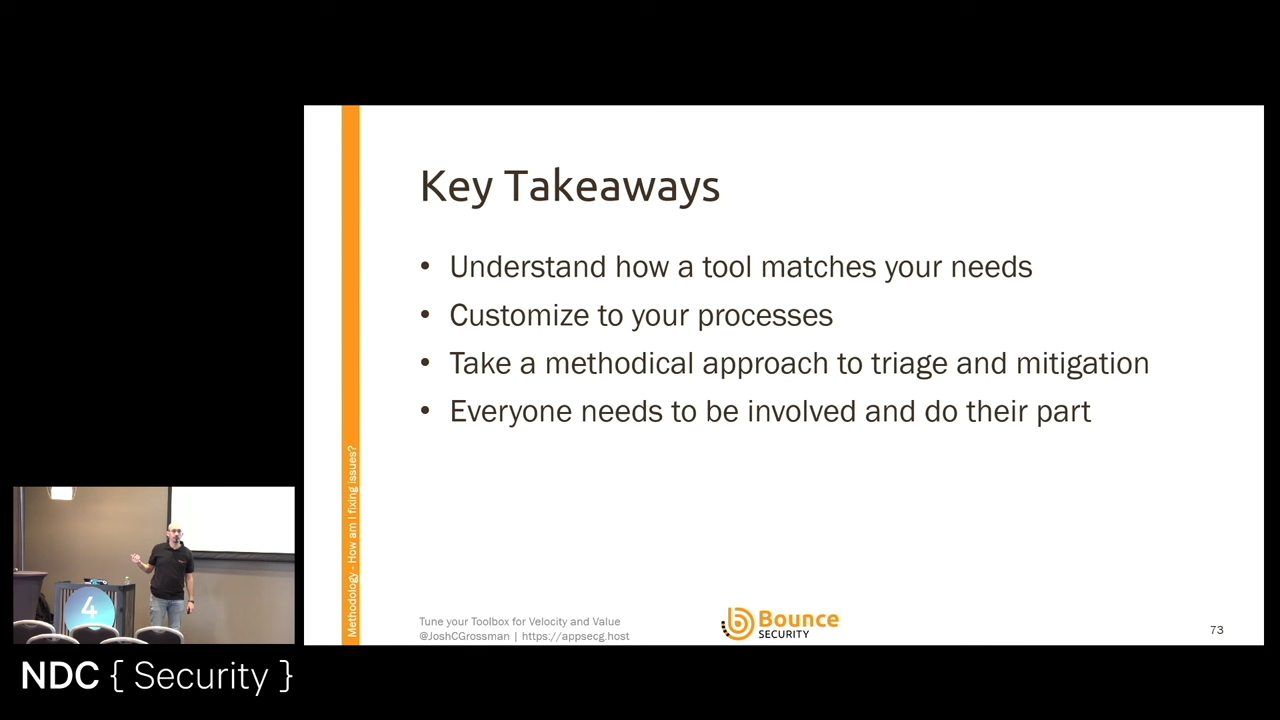 Key Takeaways
• Understand how a tool matches your needs
• Customize to your processes
• Take a methodical approach to triage and mitigation
• Everyone needs to be involved and do their part
Methodology - How am I fixing issues?
Tune your Toolbox for Velocity and Value
@JoshCGrossman | https://appsecg.host
Bounce
SECURITY
73
4
NDC { Security }